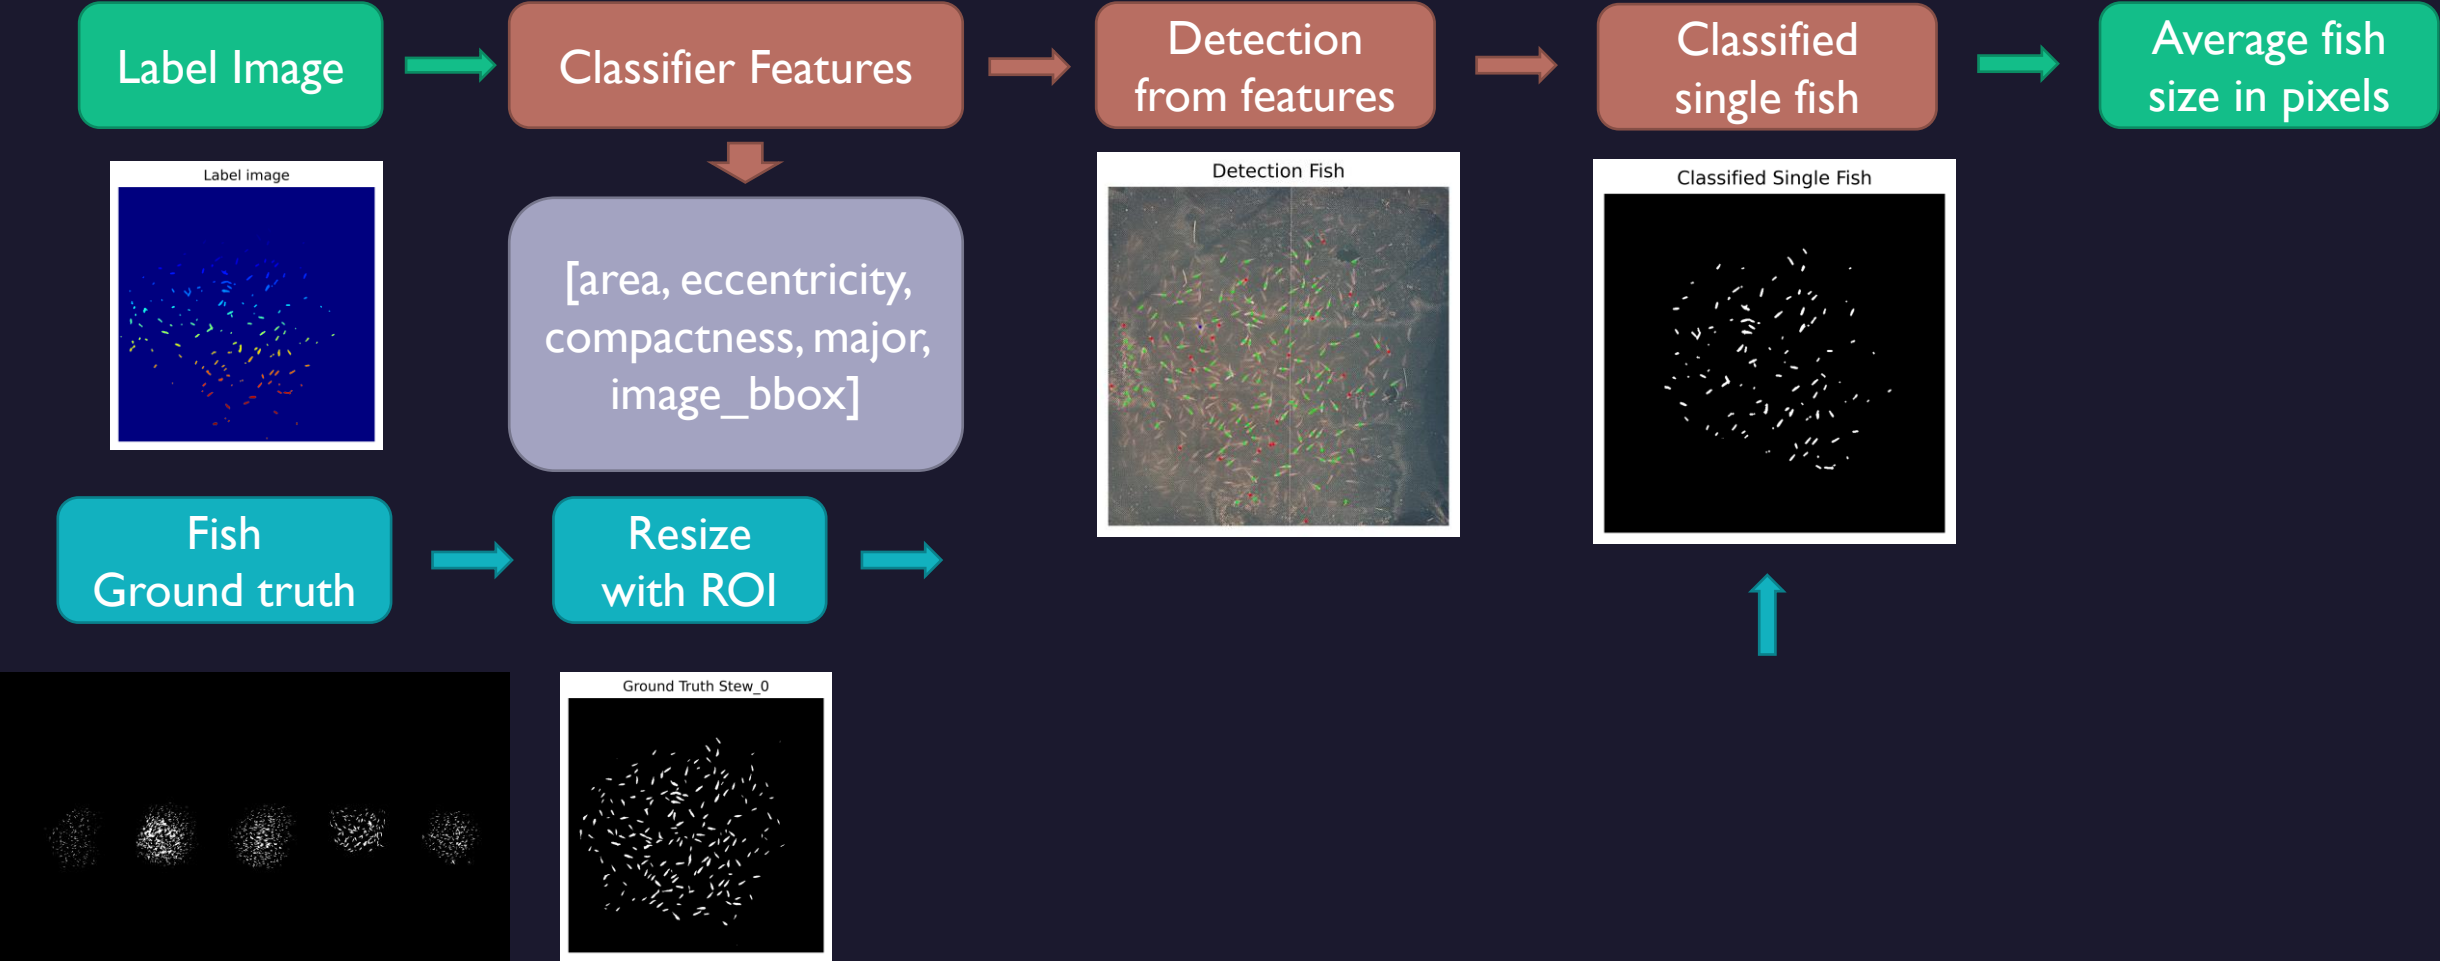 Label Image
Classifier Features
Detection
from features
Classified
single fish
Average fish
size in pixels
Label image
[area, eccentricity,
compactness, major,
image_bbox]
Detection Fish
Classified Single Fish
Fish
Ground truth
Resize
with ROI
Ground Truth Stew_0